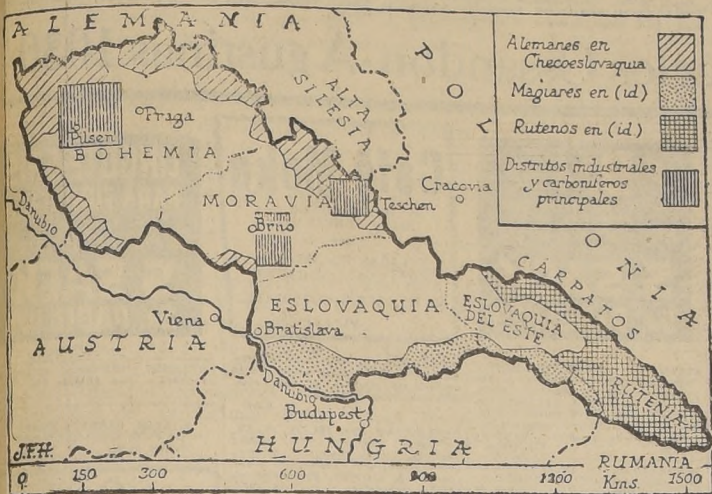 ALEMANIA
POLONIA
ALTA
SILESIA
Praga
Pilsen
BOHEMIA
MORAVIA
Cracovia
Teschen
Brno
Danubio
CÁRPATOS
ESLOVAQUIA
ESLOVAQUIA
DEL ESTE
Viena
Bratislava
AUSTRIA
RUTENIA
Danubio
Budapest
J.F.H.
HUNGRIA
RUMANIA
0 150 300 600 900 1200 Kms. 1500
Alemanes en
Checoeslovaquia
Magiares en (id)
Rutenos en (id)
Distritos industriales
y carboníferos
principales